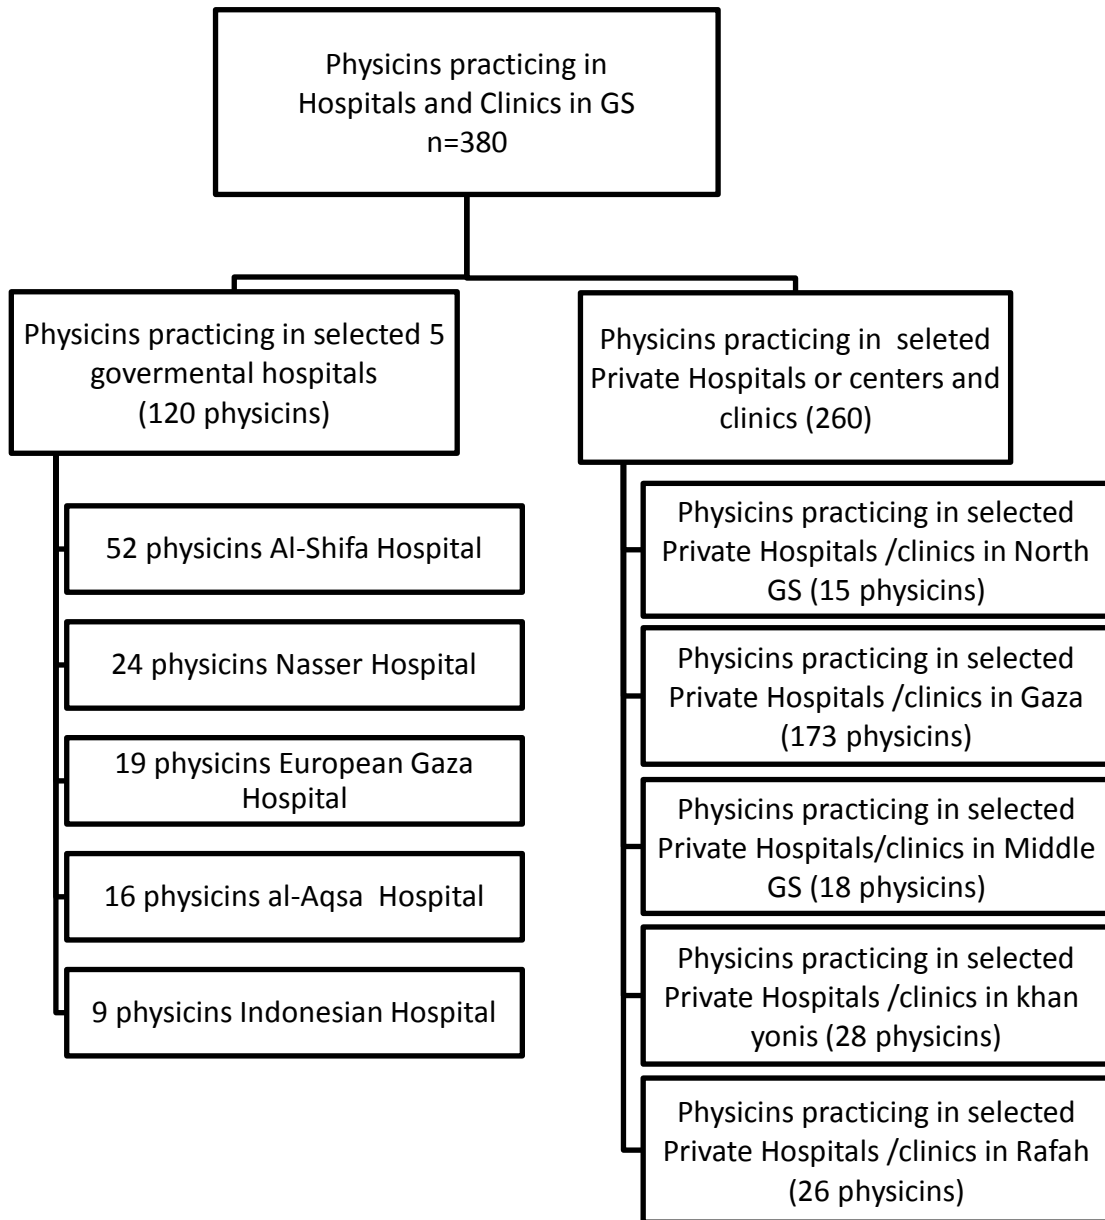 Physicins practicing in
Hospitals and Clinics in GS
n=380
Physicins practicing in selected 5
govermental hospitals
(120 physicins)
52 physicins Al-Shifa Hospital
24 physicins Nasser Hospital
19 physicins European Gaza
Hospital
16 physicins al-Aqsa Hospital
9 physicins Indonesian Hospital
Physicins practicing in seleted
Private Hospitals or centers and
clinics (260)
Physicins practicing in selected
Private Hospitals /clinics in North
GS (15 physicins)
Physicins practicing in selected
Private Hospitals /clinics in Gaza
(173 physicins)
Physicins practicing in selected
Private Hospitals/clinics in Middle
GS (18 physicins)
Physicins practicing in selected
Private Hospitals /clinics in khan
yonis (28 physicins)
Physicins practicing in selected
Private Hospitals /clinics in Rafah
(26 physicins)